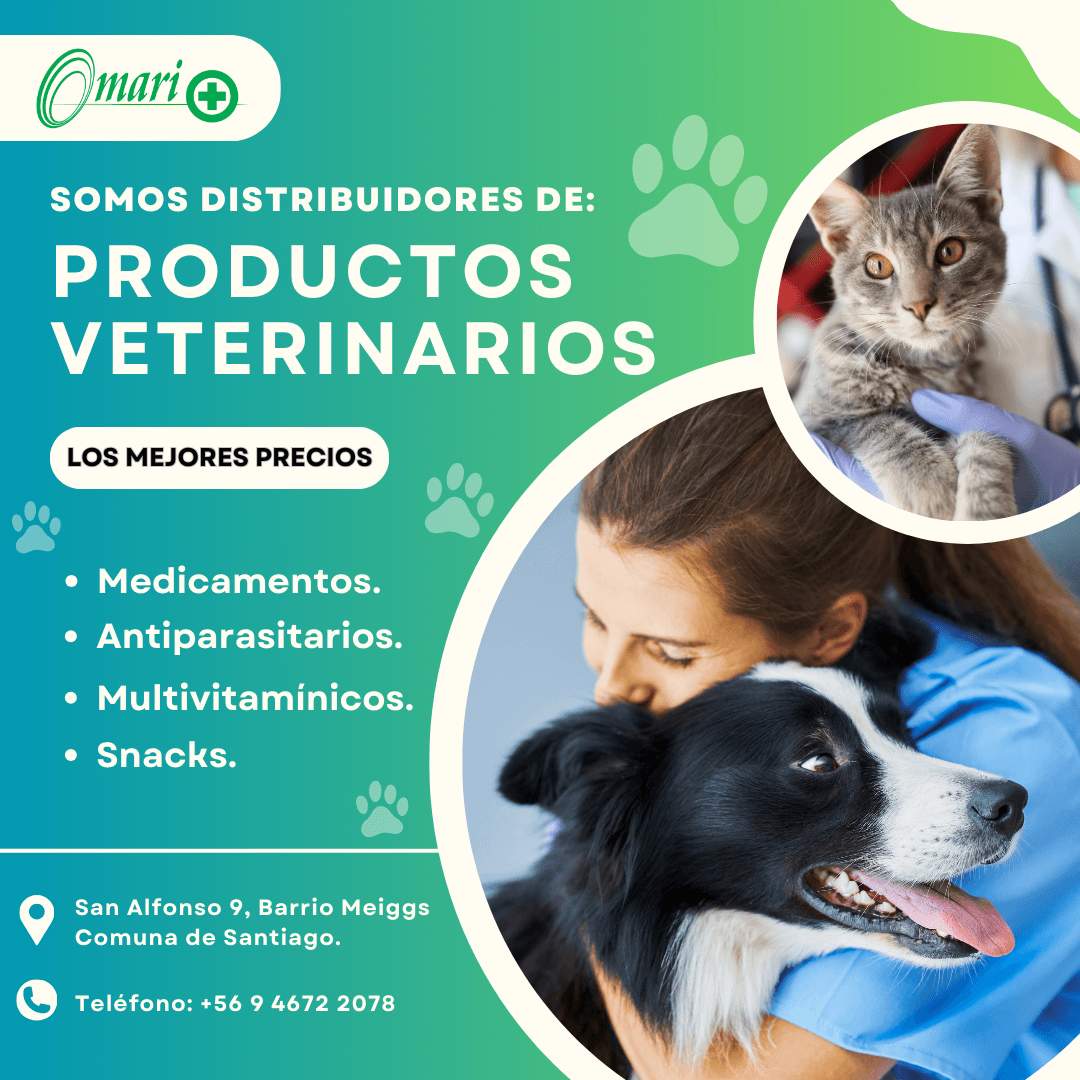 Omari
SOMOS DISTRIBUIDORES DE:
PRODUCTOS
VETERINARIOS
LOS MEJORES PRECIOS
• Medicamentos.
• Antiparasitarios.
• Multivitamínicos.
• Snacks.
San Alfonso 9, Barrio Meiggs
Comuna de Santiago.
Teléfono: +56 9 4672 2078